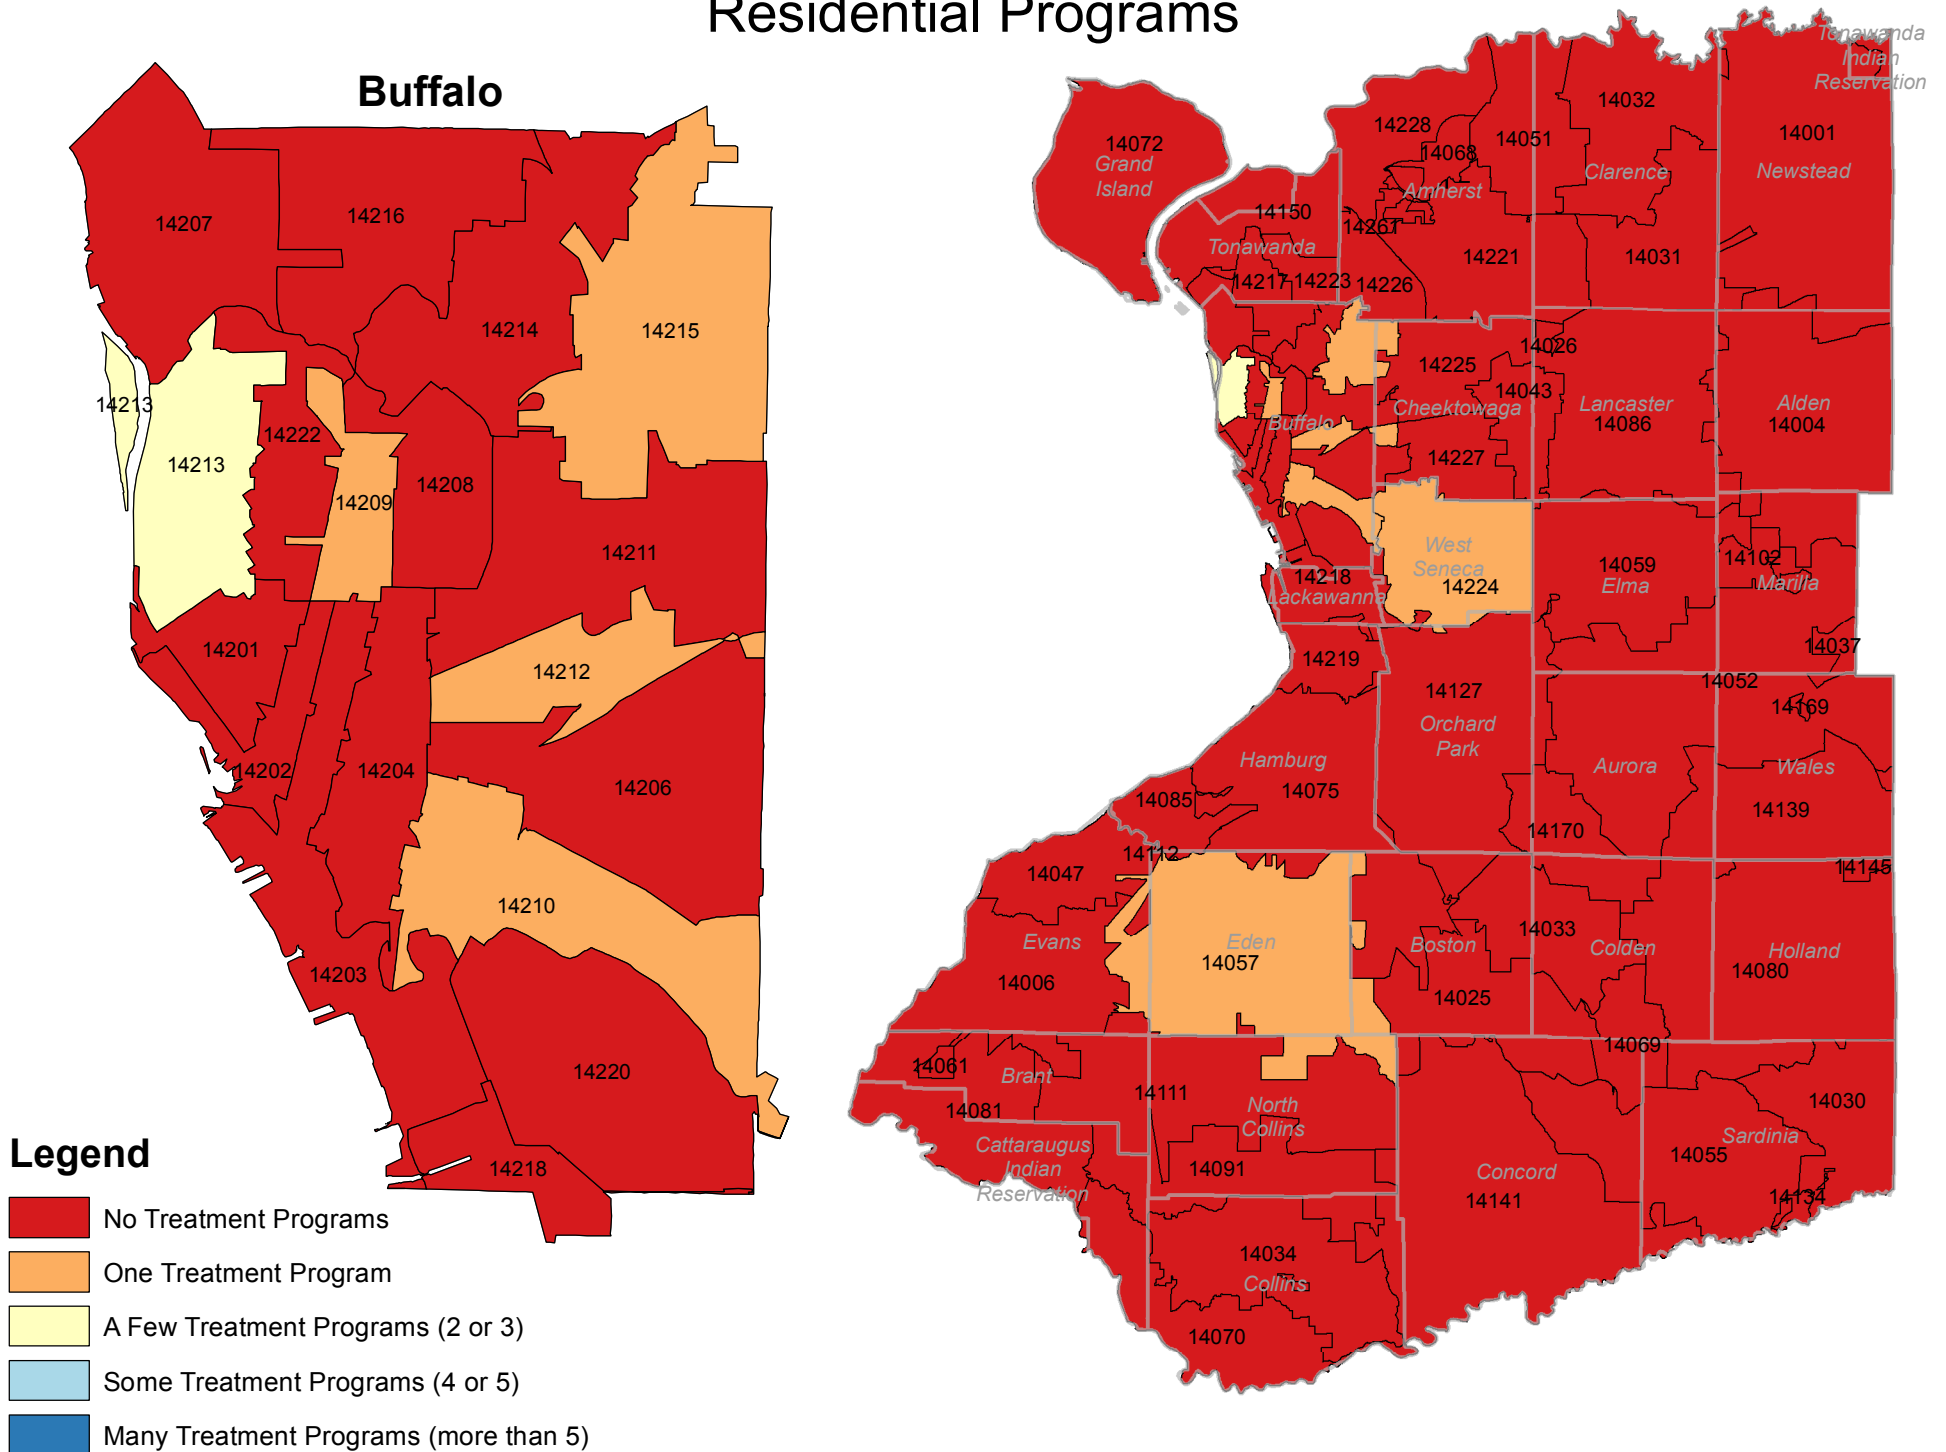 Residential Programs
Buffalo
14207
14216
14214
14215
14213
14213
14222
14209
14208
14211
14201
14212
14202
14204
14206
14210
14203
14220
14218
Legend
No Treatment Programs
One Treatment Program
A Few Treatment Programs (2 or 3)
Some Treatment Programs (4 or 5)
Many Treatment Programs (more than 5)
Tonawanda
Indian
Reservation
14072
Grand
Island
14228
14068
14051
14032
14001
Amherst
Clarence
Newstead
14150
14261
Tonawanda
14221
14031
14217
14223
14226
14026
14225
14043
Cheektowaga
Lancaster
14086
Alden
14004
Buffalo
14227
West
Seneca
14224
14059
Elma
14102
Marilla
14218
Lackawanna
14219
14037
14127
14052
14169
Orchard
Park
Hamburg
14075
14085
Aurora
Wales
14139
14170
14112
14047
14145
Evans
14006
Eden
14057
Boston
14025
14033
Colden
Holland
14080
14069
14061
Brant
14081
14111
North
Collins
14030
Sardinia
14055
Cattaraugus
Indian
Reservation
14091
Concord
14141
14134
14034
Collins
14070